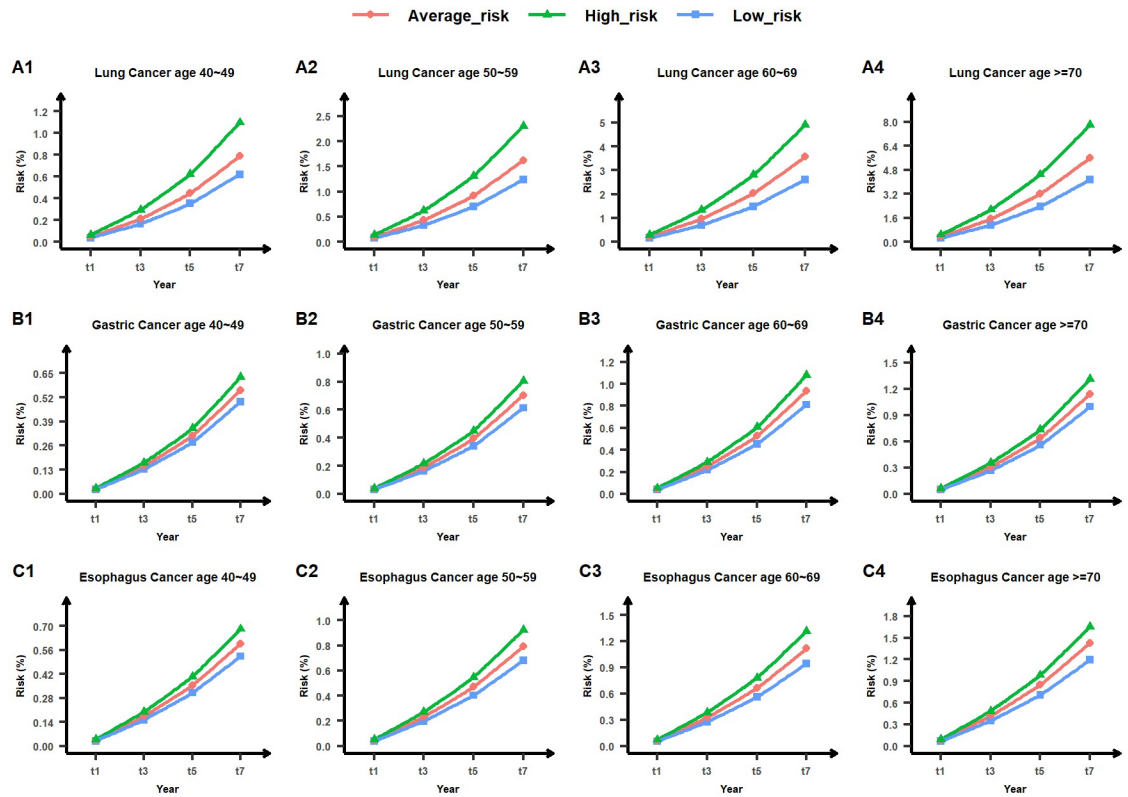 Average_risk High_risk Low_risk
A1 Lung Cancer age 40~49
Risk (%)
1.2
1.0
0.8
0.6
0.4
0.2
0.0
t1 t3 t5 t7
Year
A2 Lung Cancer age 50~59
Risk (%)
2.5
2.0
1.5
1.0
0.5
0.0
t1 t3 t5 t7
Year
A3 Lung Cancer age 60~69
Risk (%)
5
4
3
2
1
0
t1 t3 t5 t7
Year
A4 Lung Cancer age >=70
Risk (%)
8.0
6.4
4.8
3.2
1.6
0.0
t1 t3 t5 t7
Year
B1 Gastric Cancer age 40~49
Risk (%)
0.65
0.52
0.39
0.26
0.13
0.00
t1 t3 t5 t7
Year
B2 Gastric Cancer age 50~59
Risk (%)
1.0
0.8
0.6
0.4
0.2
0.0
t1 t3 t5 t7
Year
B3 Gastric Cancer age 60~69
Risk (%)
1.2
1.0
0.8
0.6
0.4
0.2
0.0
t1 t3 t5 t7
Year
B4 Gastric Cancer age >=70
Risk (%)
1.5
1.2
0.9
0.6
0.3
0.0
t1 t3 t5 t7
Year
C1 Esophagus Cancer age 40~49
Risk (%)
0.70
0.56
0.42
0.28
0.14
0.00
t1 t3 t5 t7
Year
C2 Esophagus Cancer age 50~59
Risk (%)
1.0
0.8
0.6
0.4
0.2
0.0
t1 t3 t5 t7
Year
C3 Esophagus Cancer age 60~69
Risk (%)
1.5
1.2
0.9
0.6
0.3
0.0
t1 t3 t5 t7
Year
C4 Esophagus Cancer age >=70
Risk (%)
1.8
1.5
1.2
0.9
0.6
0.3
0.0
t1 t3 t5 t7
Year